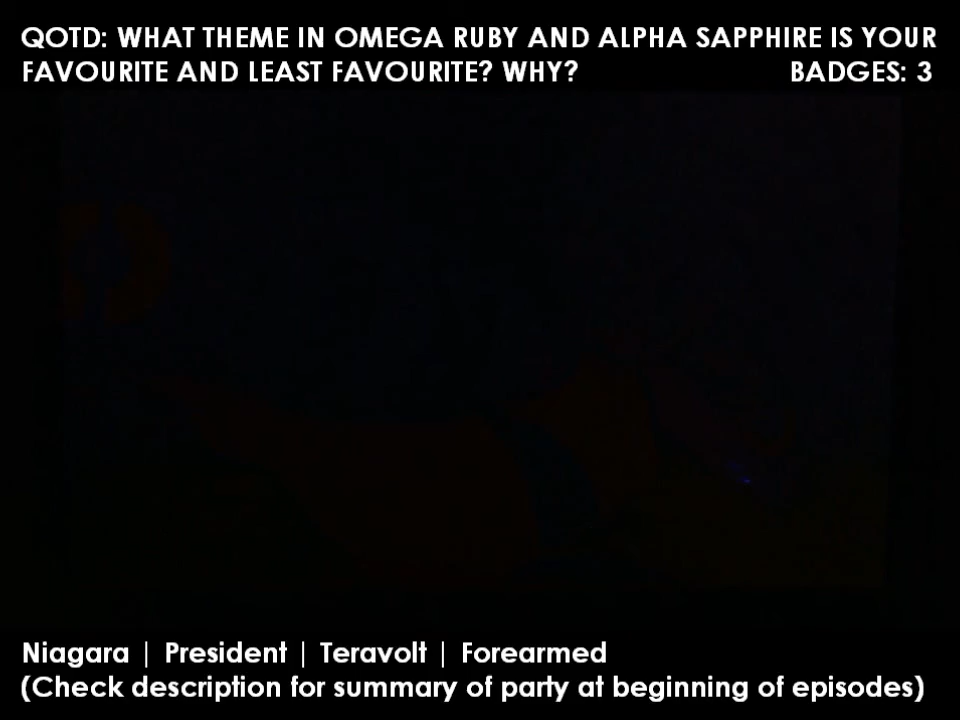 QOTD: WHAT THEME IN OMEGA RUBY AND ALPHA SAPPHIRE IS YOUR
FAVOURITE AND LEAST FAVOURITE? WHY? BADGES: 3
Niagara | President | Teravolt | Forearmed
(Check description for summary of party at beginning of episodes)